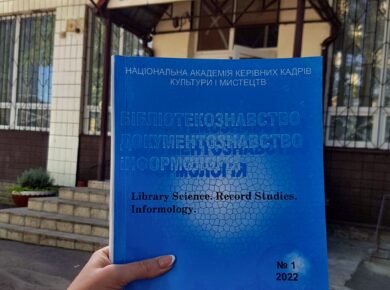 НАЦІОНАЛЬНА АКАДЕМІЯ КЕРІВНИХ КАДРІВ
КУЛЬТУРИ І МИСТЕЦТВ
БІБЛІОТЕКОЗНАВСТВО
ДОКУМЕНТОЗНАВСТВО
ІНФОРМОЛОГІЯ
Library Science. Record Studies.
Informology.
№ 1
2022